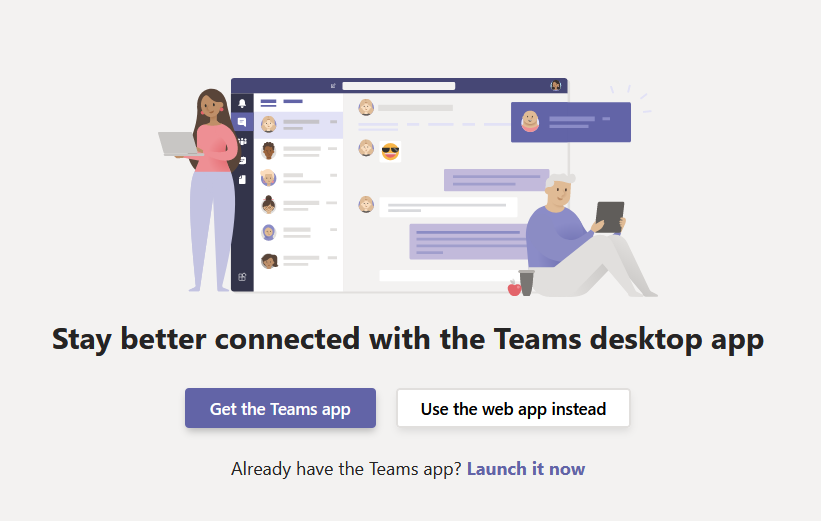 Stay better connected with the Teams desktop app
Get the Teams app
Use the web app instead
Already have the Teams app? Launch it now